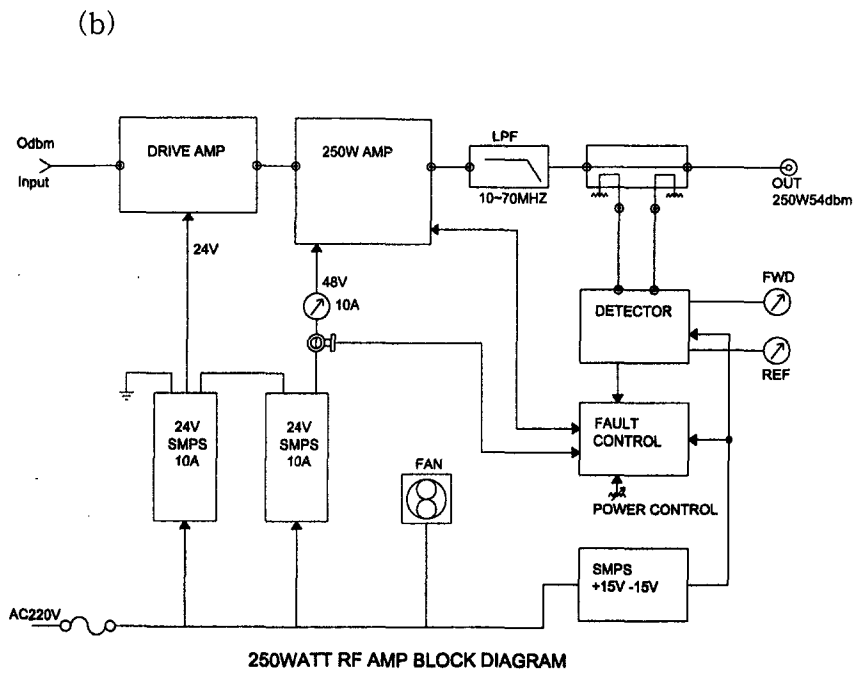 (b)
Odbm
Input
DRIVE AMP
250W AMP
LPF
10~70MHZ
OUT
250W54dbm
24V
48V
10A
DETECTOR
FWD
REF
24V
SMPS
10A
24V
SMPS
10A
FAN
FAULT
CONTROL
POWER CONTROL
SMPS
+15V -15V
AC220V
250WATT RF AMP BLOCK DIAGRAM